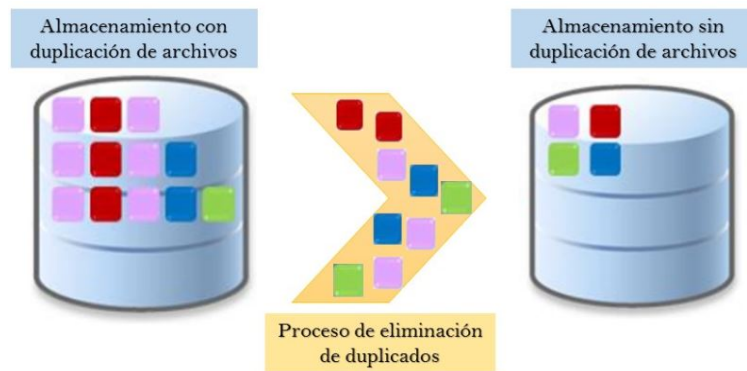 Almacenamiento con
duplicación de archivos
Almacenamiento sin
duplicación de archivos
Proceso de eliminación
de duplicados